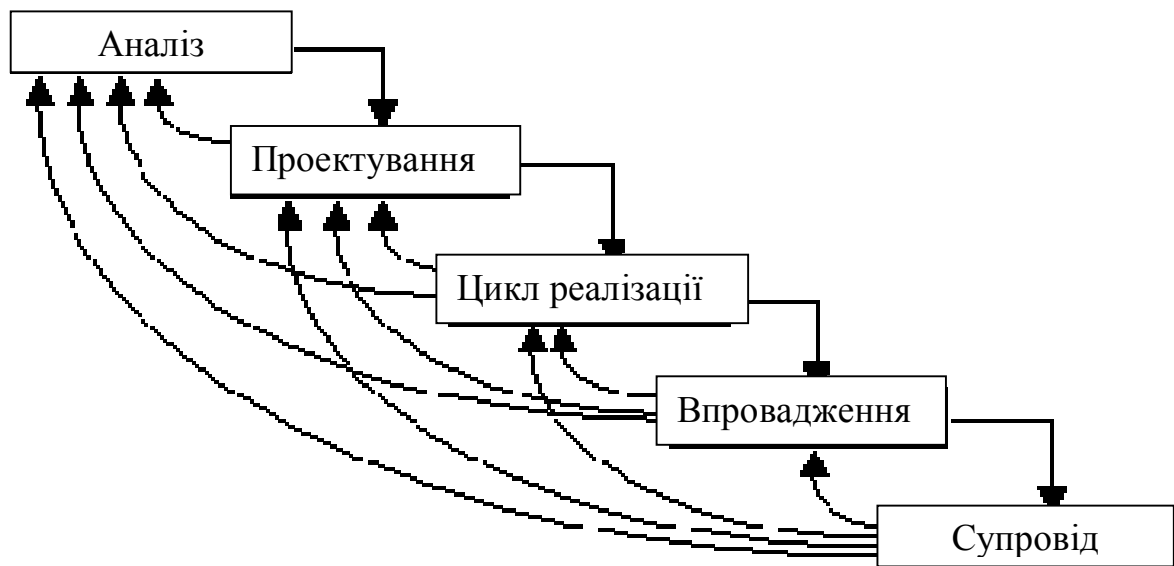 Аналіз
Проектування
Цикл реалізації
Впровадження
Супровід